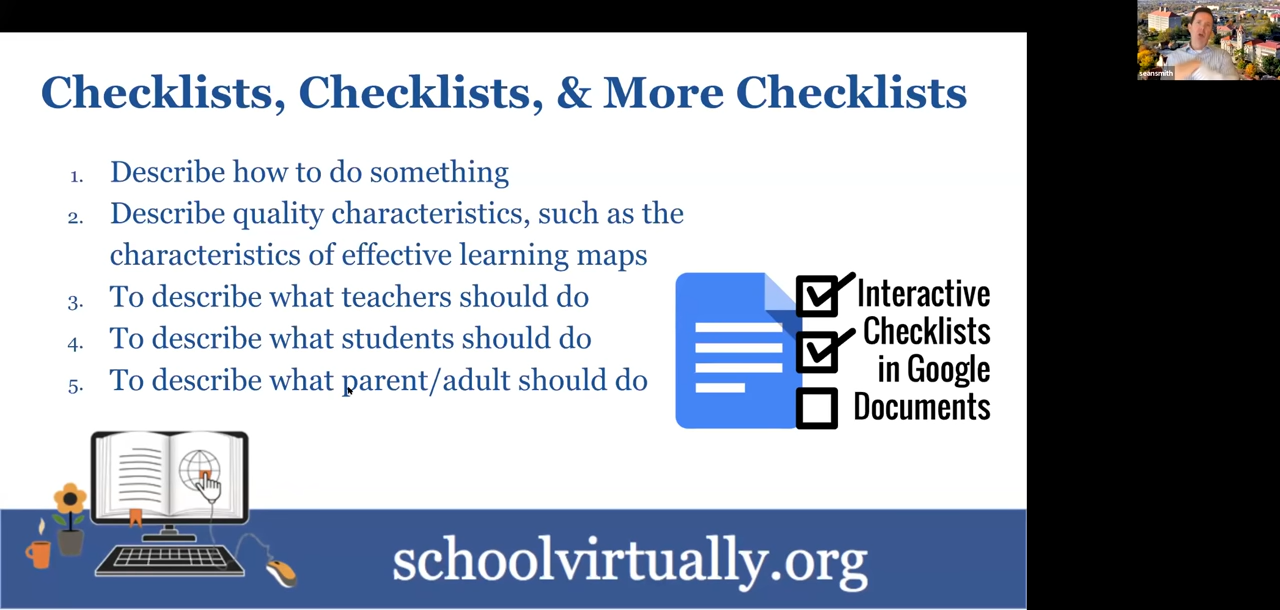 Checklists, Checklists, & More Checklists
1. Describe how to do something
2. Describe quality characteristics, such as the
characteristics of effective learning maps
3. To describe what teachers should do
4. To describe what students should do
5. To describe what parent/adult should do
Interactive
Checklists
in Google
Documents
schoolvirtually.org
seansmith